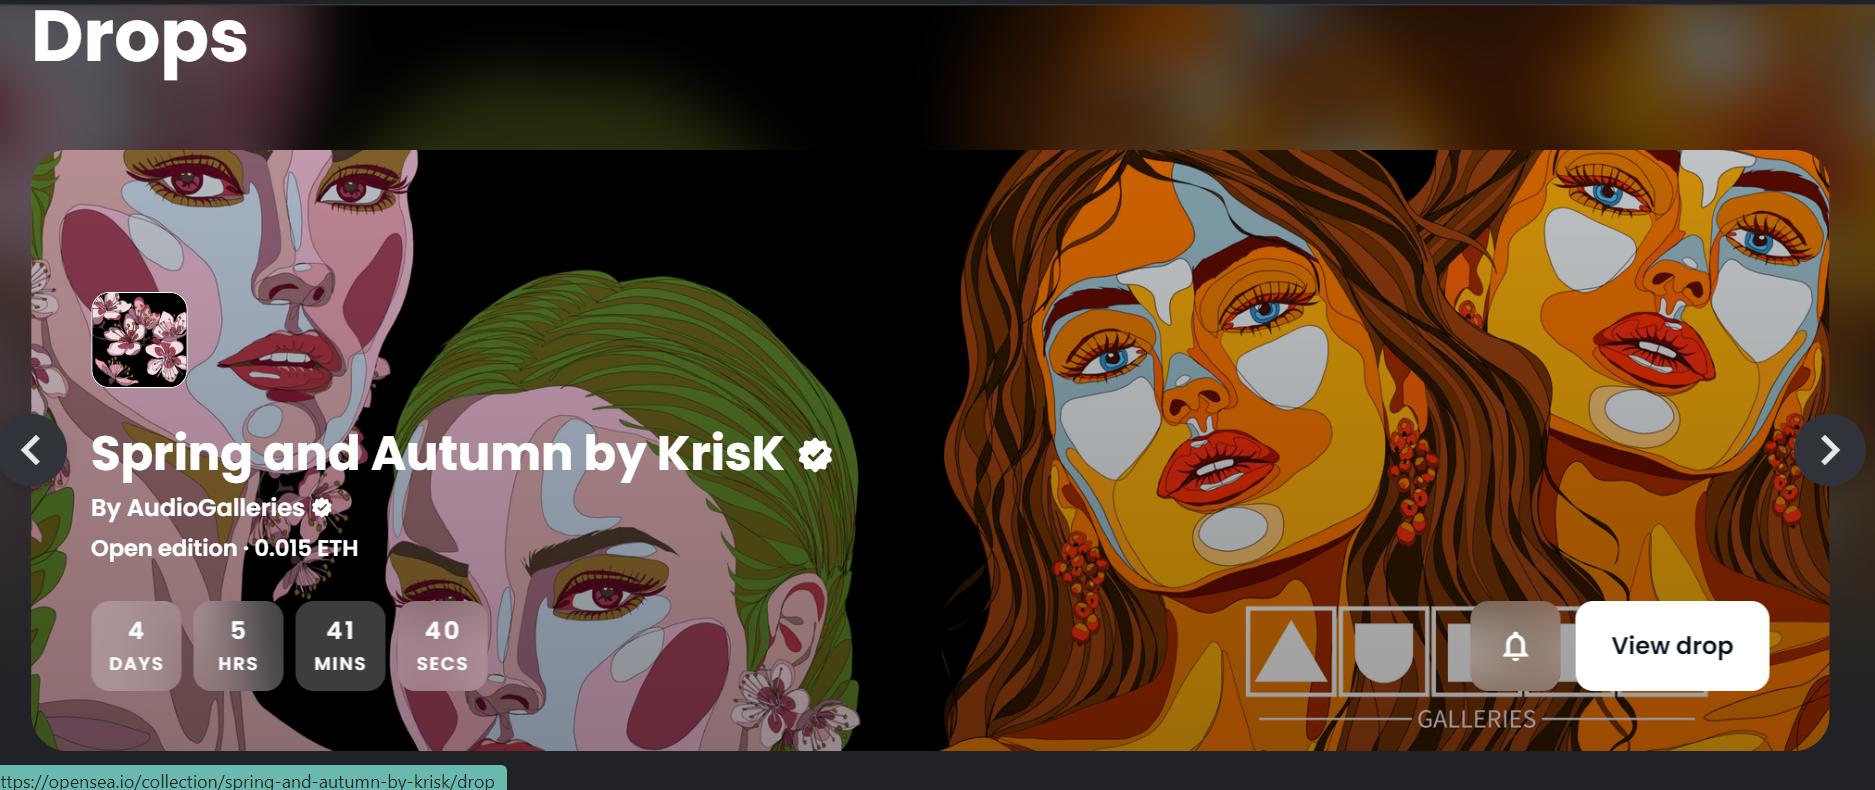 Drops
Spring and Autumn by KrisK
By AudioGalleries
Open edition · 0.015 ETH
4 DAYS
5 HRS
41 MINS
40 SECS
View drop
GALLERIES
ttps://opensea.io/collection/spring-and-autumn-by-krisk/drop